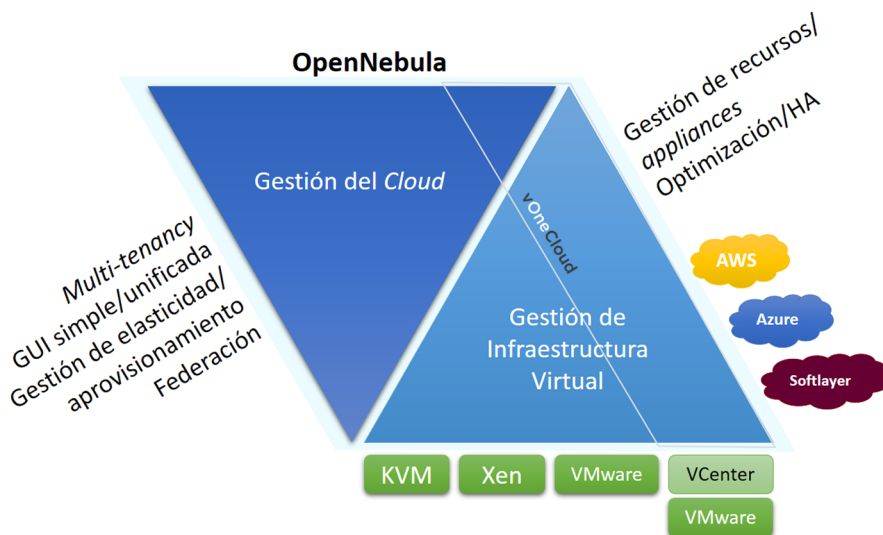 OpenNebula
Gestión de recursos/
appliances
Optimización/HA
Gestión del Cloud
vOneCloud
Multi-tenancy
GUI simple/unificada
Gestión de elasticidad/
aprovisionamiento
Federación
Gestión de
Infraestructura
Virtual
AWS
Azure
Softlayer
KVM
Xen
VMware
VCenter
VMware